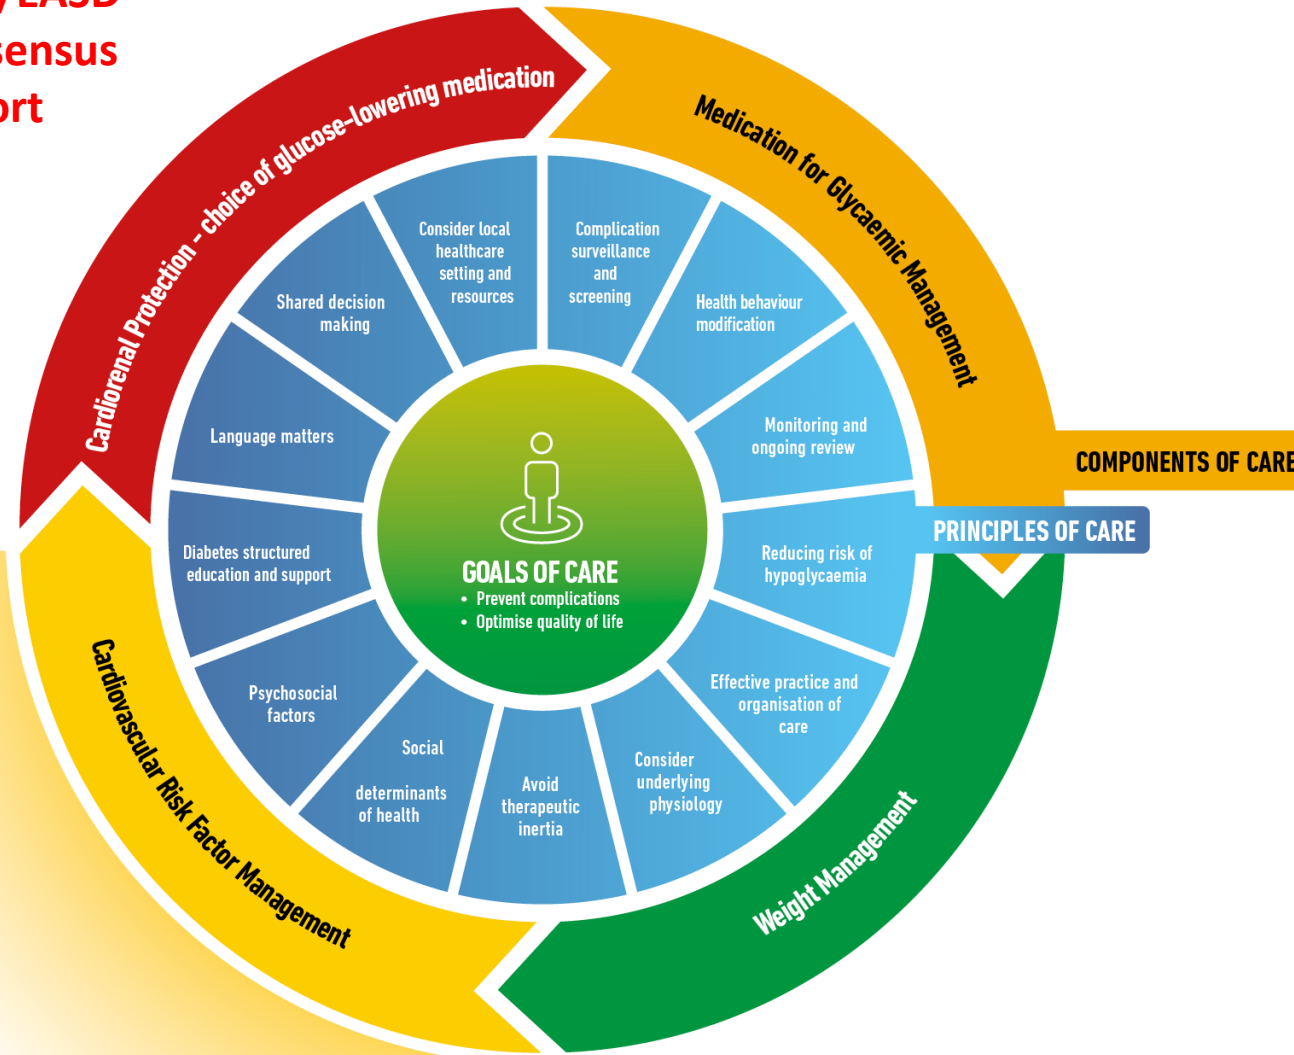 EASD
sensus
ort
Cardiorenal Protection - choice of glucose-lowering medication
Medication for Glycaemic Management
Consider local
healthcare
setting and
resources
Complication
surveillance
and
screening
Shared decision
making
Health behaviour
modification
Language matters
Monitoring and
ongoing review
COMPONENTS OF CARE
PRINCIPLES OF CARE
Diabetes structured
education and support
Reducing risk of
hypoglycaemia
GOALS OF CARE
• Prevent complications
• Optimise quality of life
Psychosocial
factors
Effective practice and
organisation of
care
Social
determinants
of health
Avoid
therapeutic
inertia
Consider
underlying
physiology
Cardiovascular Risk Factor Management
Weight Management